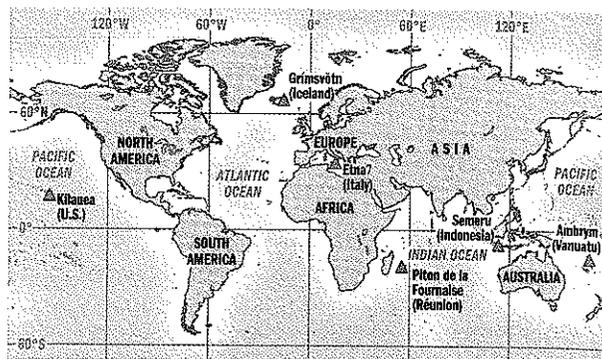 120°W
60°W
0°
60°E
120°E
Grímsvötn
(Iceland)
60°N
NORTH
AMERICA
EUROPE
ASIA
PACIFIC
OCEAN
ATLANTIC
OCEAN
Etna
(Italy)
PACIFIC
OCEAN
Kilauea
(U.S.)
AFRICA
Semeru
(Indonesia)
Ambrym
(Vanuatu)
0°
SOUTH
AMERICA
INDIAN OCEAN
Piton de la
Fournaise
(Réunion)
AUSTRALIA
60°S